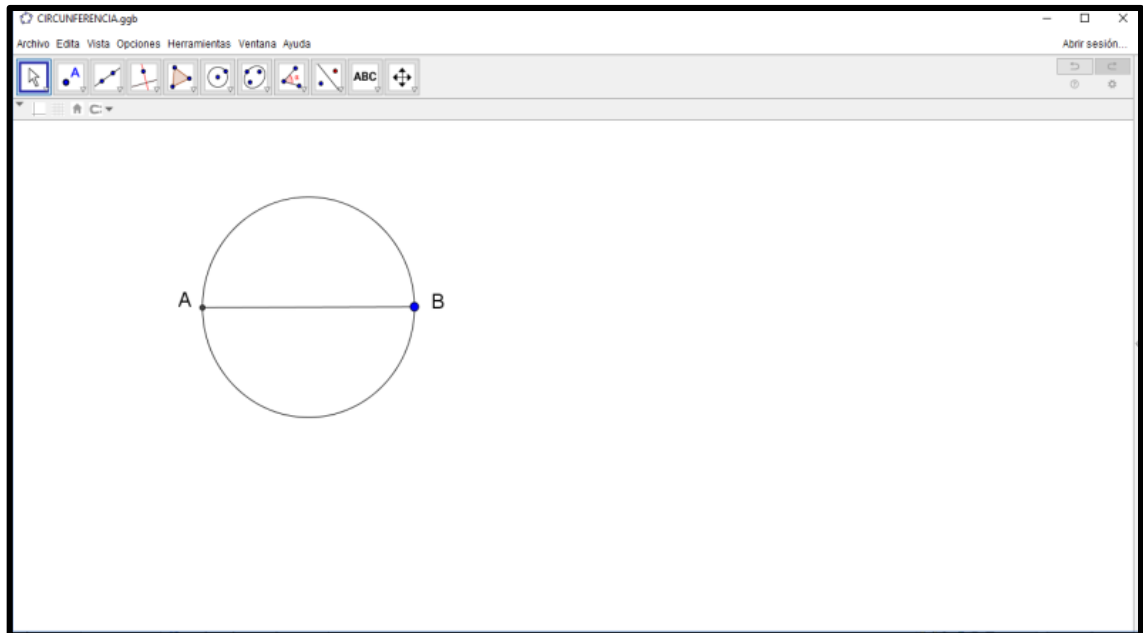 CIRCUNFERENCIA.ggb
Archivo Edita Vista Opciones Herramientas Ventana Ayuda
Abrir sesión...
A
ABC
A
B